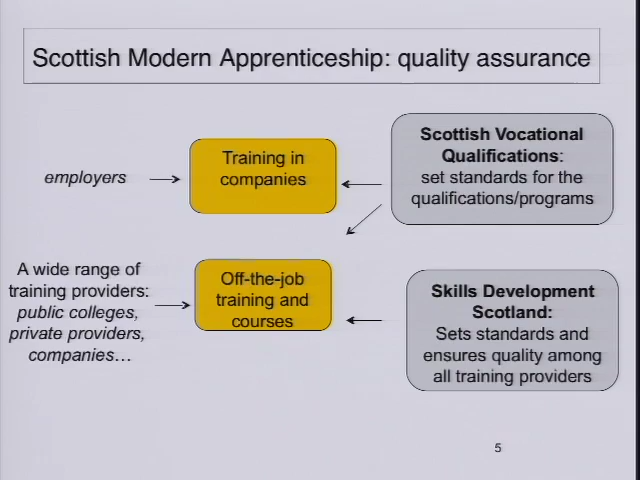 Scottish Modern Apprenticeship: quality assurance
employers
Training in
companies
Scottish Vocational
Qualifications:
set standards for the
qualifications/programs
A wide range of
training providers:
public colleges,
private providers,
companies…
Off-the-job
training and
courses
Skills Development
Scotland:
Sets standards and
ensures quality among
all training providers
5